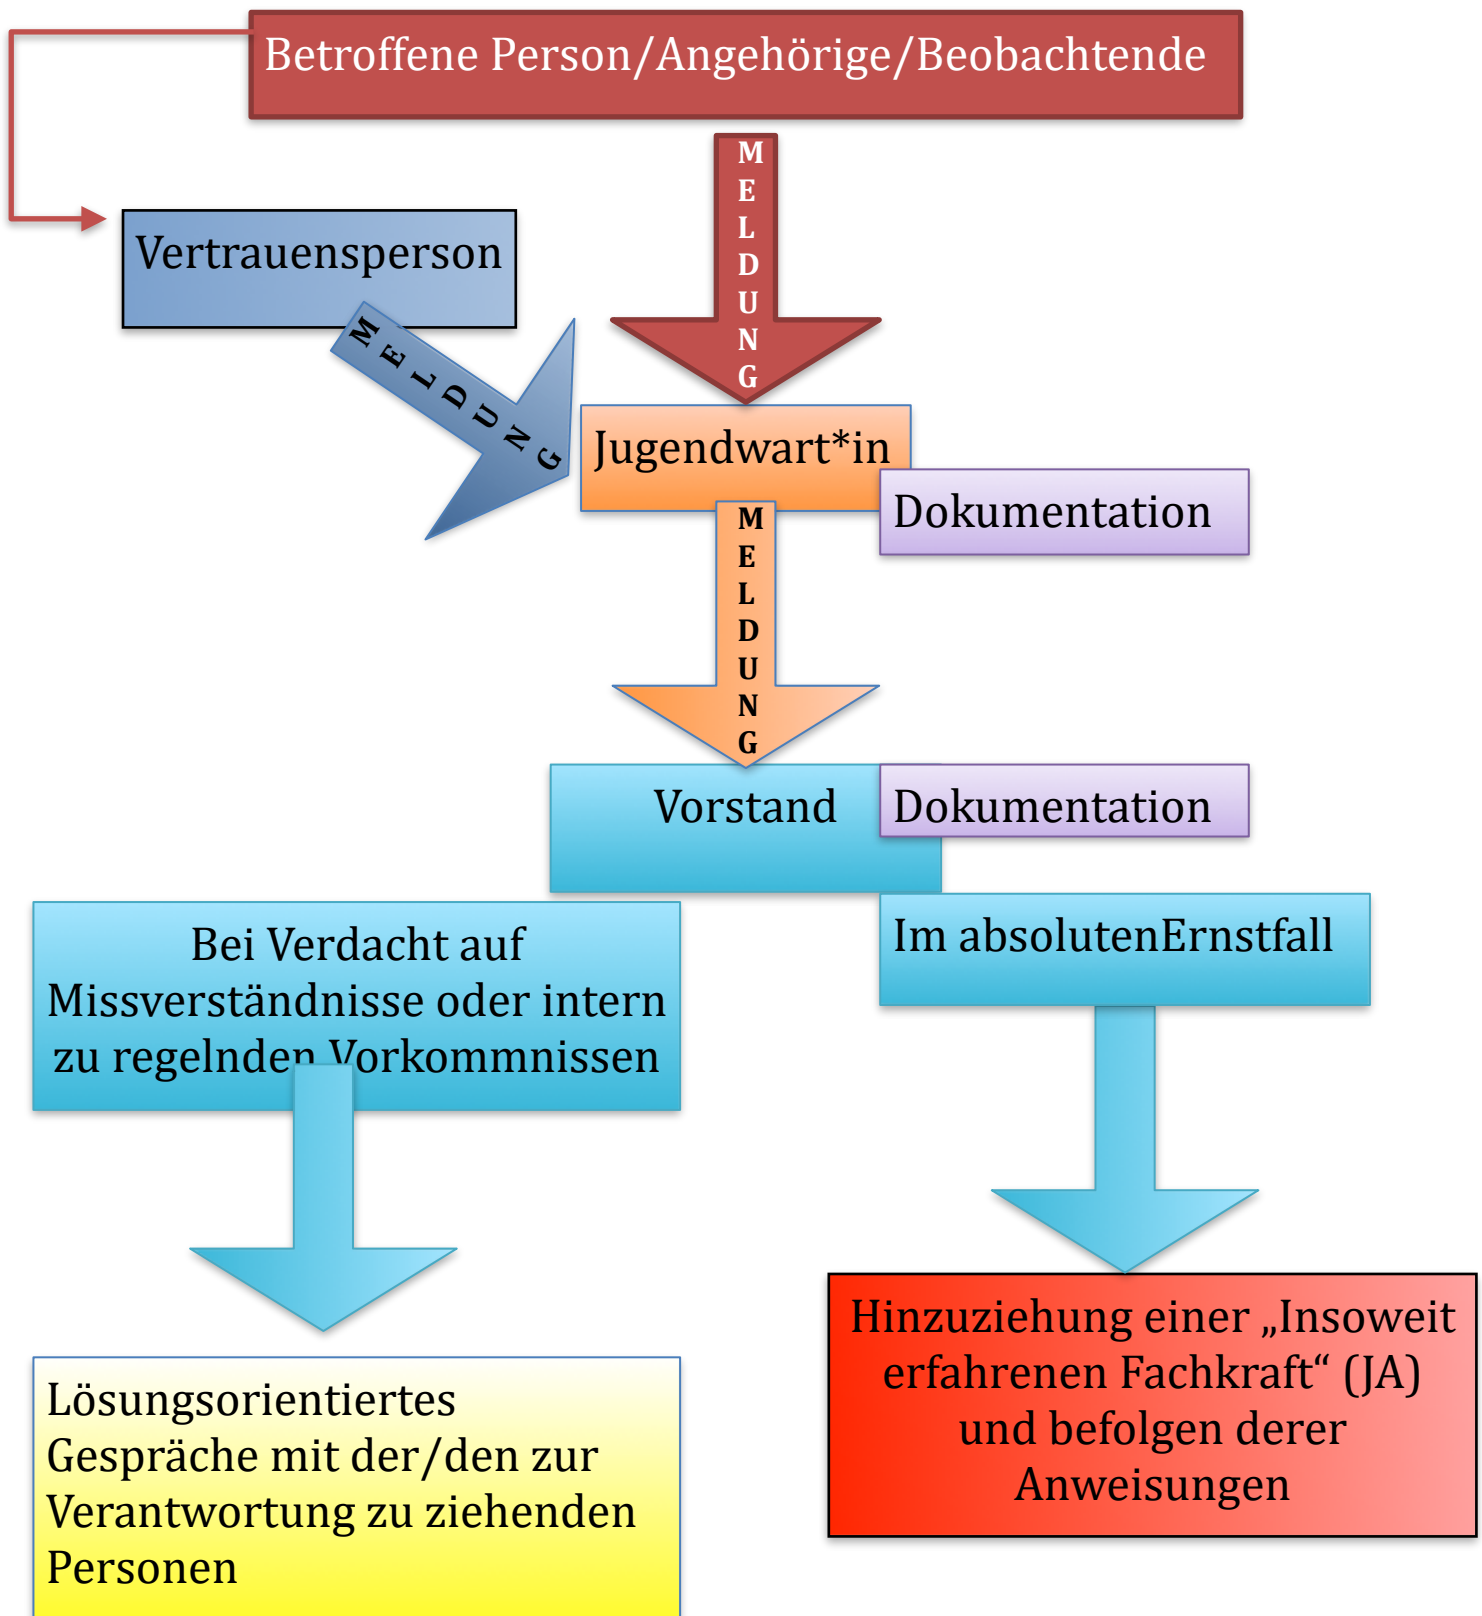 Betroffene Person/Angehörige/Beobachtende
MELDUNG
Vertrauensperson
MELDUNG
Jugendwart*in
Dokumentation
MELDUNG
Vorstand
Dokumentation
Bei Verdacht auf
Missverständnisse oder intern
zu regelnden Vorkommnissen
Im absolutenErnstfall
Lösungsorientiertes
Gespräche mit der/den zur
Verantwortung zu ziehenden
Personen
Hinzuziehung einer „Insoweit
erfahrenen Fachkraft“ (JA)
und befolgen derer
Anweisungen